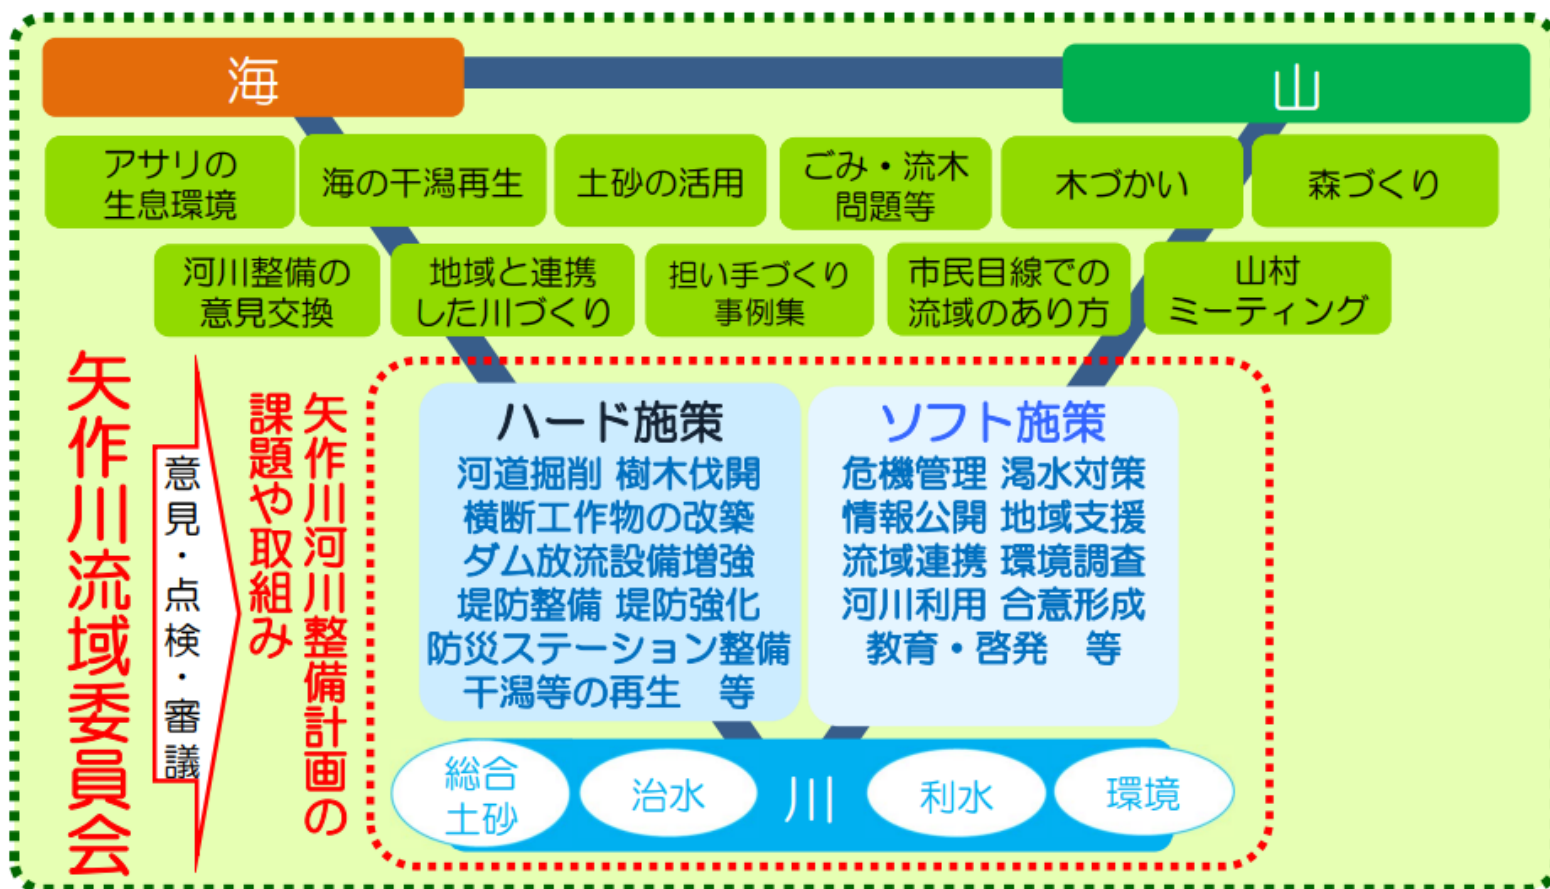 海
山
アサリの
生息環境
海の干潟再生
土砂の活用
ごみ・流木
問題等
木づかい
森づくり
河川整備の
意見交換
地域と連携
した川づくり
担い手づくり
事例集
市民目線での
流域のあり方
山村
ミーティング
矢作川流域委員会
意見・点検・審議
矢作川河川整備計画の
課題や取組み
ハード施策
河道掘削 樹木伐開
横断工作物の改築
ダム放流設備増強
堤防整備 堤防強化
防災ステーション整備
干潟等の再生 等
ソフト施策
危機管理 渇水対策
情報公開 地域支援
流域連携 環境調査
河川利用 合意形成
教育・啓発 等
総合
土砂
治水
川
利水
環境